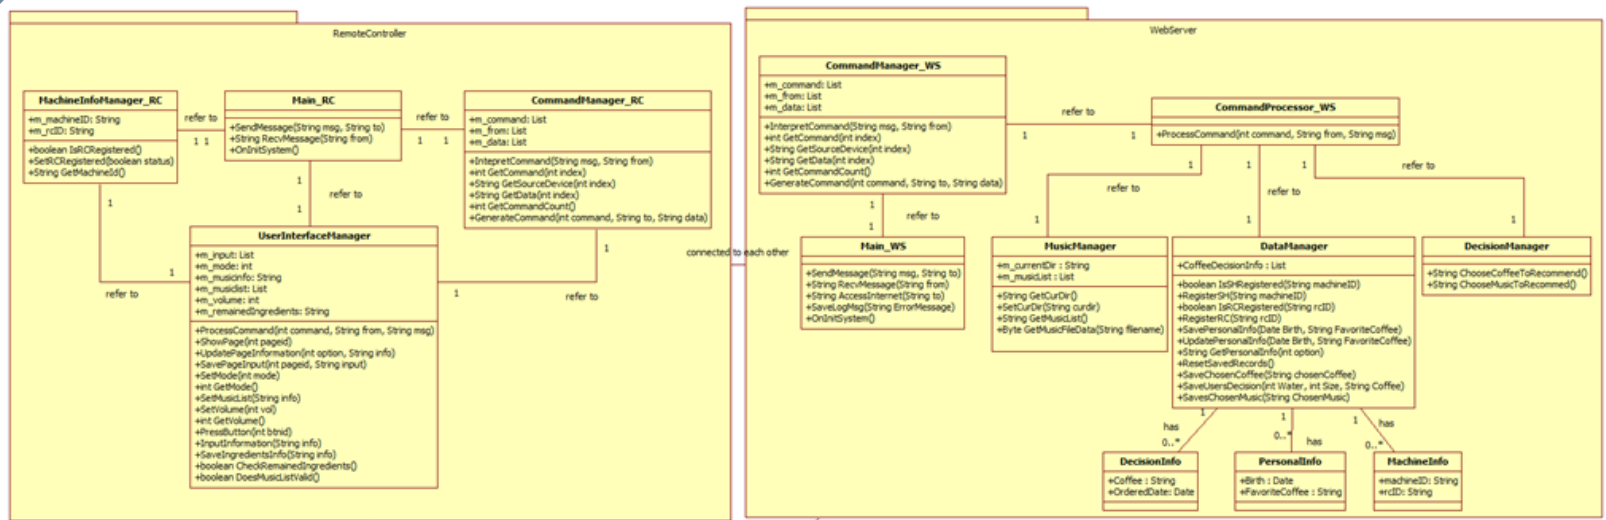 RemoteController
MachineInfoManager_RC
+m_machineID: String
+m_rcID: String
+boolean IsRCRegistered()
+SetRCRegistered(boolean status)
+String GetMachineId()
refer to
1 1
Main_RC
+SendMessage(String msg, String to)
+String RecvMessage(String from)
+OnInitSystem()
refer to
1 1
CommandManager_RC
+m_command: List
+m_from: List
+m_data: List
+IntepretCommand(String msg, String from)
+int GetCommand(int index)
+String GetSourceDevice(int index)
+String GetData(int index)
+int GetCommandCount()
+GenerateCommand(int command, String to, String data)
1
refer to
1
1
1
refer to
1
1
refer to
UserInterfaceManager
+m_input: List
+m_mode: int
+m_musicinfo: String
+m_musiclist: List
+m_volume: int
+m_remainedIngredients: String
+ProcessCommand(int command, String from, String msg)
+ShowPage(int pageid)
+UpdatePageInformation(int option, String info)
+SavePageInput(int pageid, String input)
+SetMode(int mode)
+int GetMode()
+SetMusicList(String info)
+SetVolume(int vol)
+int GetVolume()
+PressButton(int btnid)
+InputInformation(String info)
+SaveIngredientsInfo(String info)
+boolean CheckRemainedIngredients()
+boolean DoesMusicListValid()
connected to each other
WebServer
CommandManager_WS
+m_command: List
+m_from: List
+m_data: List
+InterpretCommand(String msg, String from)
+int GetCommand(int index)
+String GetSourceDevice(int index)
+String GetData(int index)
+int GetCommandCount()
+GenerateCommand(int command, String to, String data)
refer to
1 1
CommandProcessor_WS
+ProcessCommand(int command, String from, String msg)
1
refer to
1
1
refer to
1
1
refer to
1
1
refer to
1
Main_WS
+SendMessage(String msg, String to)
+String RecvMessage(String from)
+String AccessInternet(String to)
+SaveLogMsg(String ErrorMessage)
+OnInitSystem()
MusicManager
+m_currentDir : String
+m_musicList : List
+String GetCurDir()
+SetCurDir(String curdir)
+String GetMusicList()
+Byte GetMusicFileData(String filename)
DataManager
+CoffeeDecisionInfo : List
+boolean IsSHRegistered(String machineID)
+RegisterSH(String machineID)
+boolean IsRCRegistered(String rcID)
+RegisterRC(String rcID)
+SavePersonalInfo(Date Birth, String FavoriteCoffee)
+UpdatePersonalInfo(Date Birth, String FavoriteCoffee)
+String GetPersonalInfo(int option)
+ResetSavedRecords()
+SaveChosenCoffee(String chosenCoffee)
+SaveUsersDecision(int Water, int Size, String Coffee)
+SavesChosenMusic(String ChosenMusic)
DecisionManager
+String ChooseCoffeeToRecommend()
+String ChooseMusicToRecommed()
1
has
0..*
1
0..*
has
1
has
0..*
DecisionInfo
+Coffee : String
+OrderedDate: Date
PersonalInfo
+Birth : Date
+FavoriteCoffee : String
MachineInfo
+machineID: String
+rcID: String